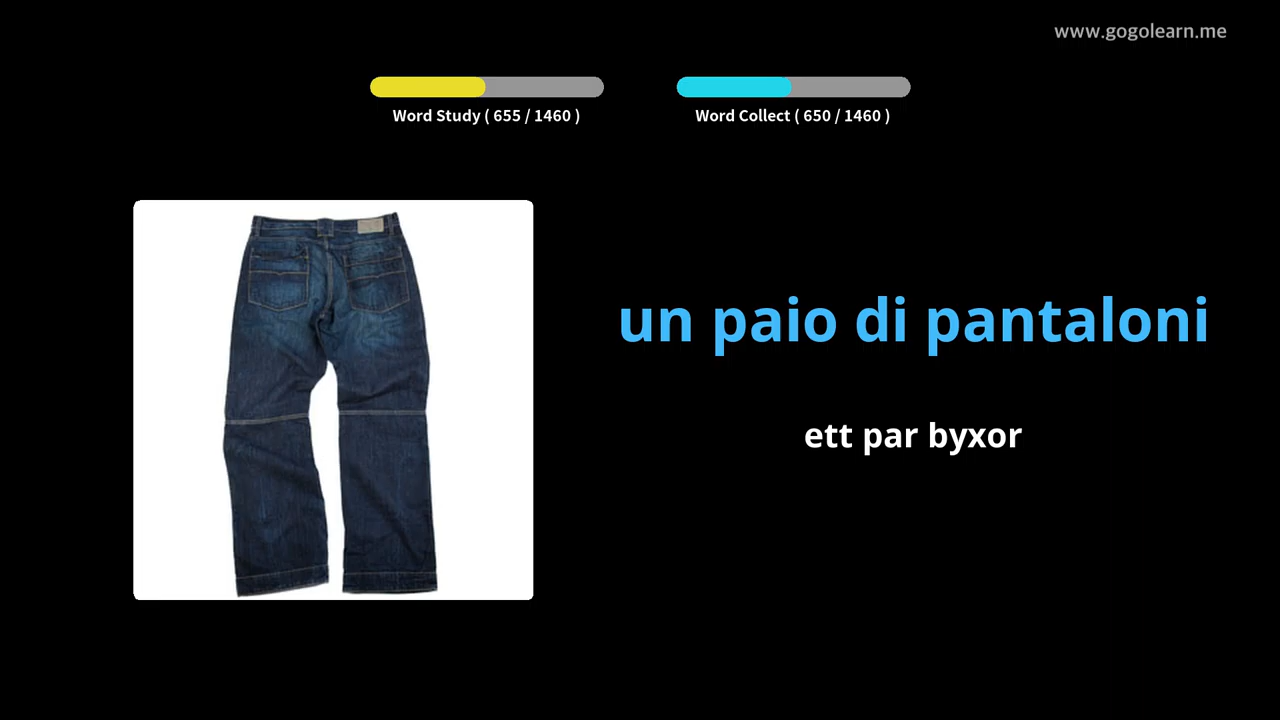 www.gogolearn.me
Word Study ( 655 / 1460 )
Word Collect ( 650 / 1460 )
un paio di pantaloni
ett par byxor